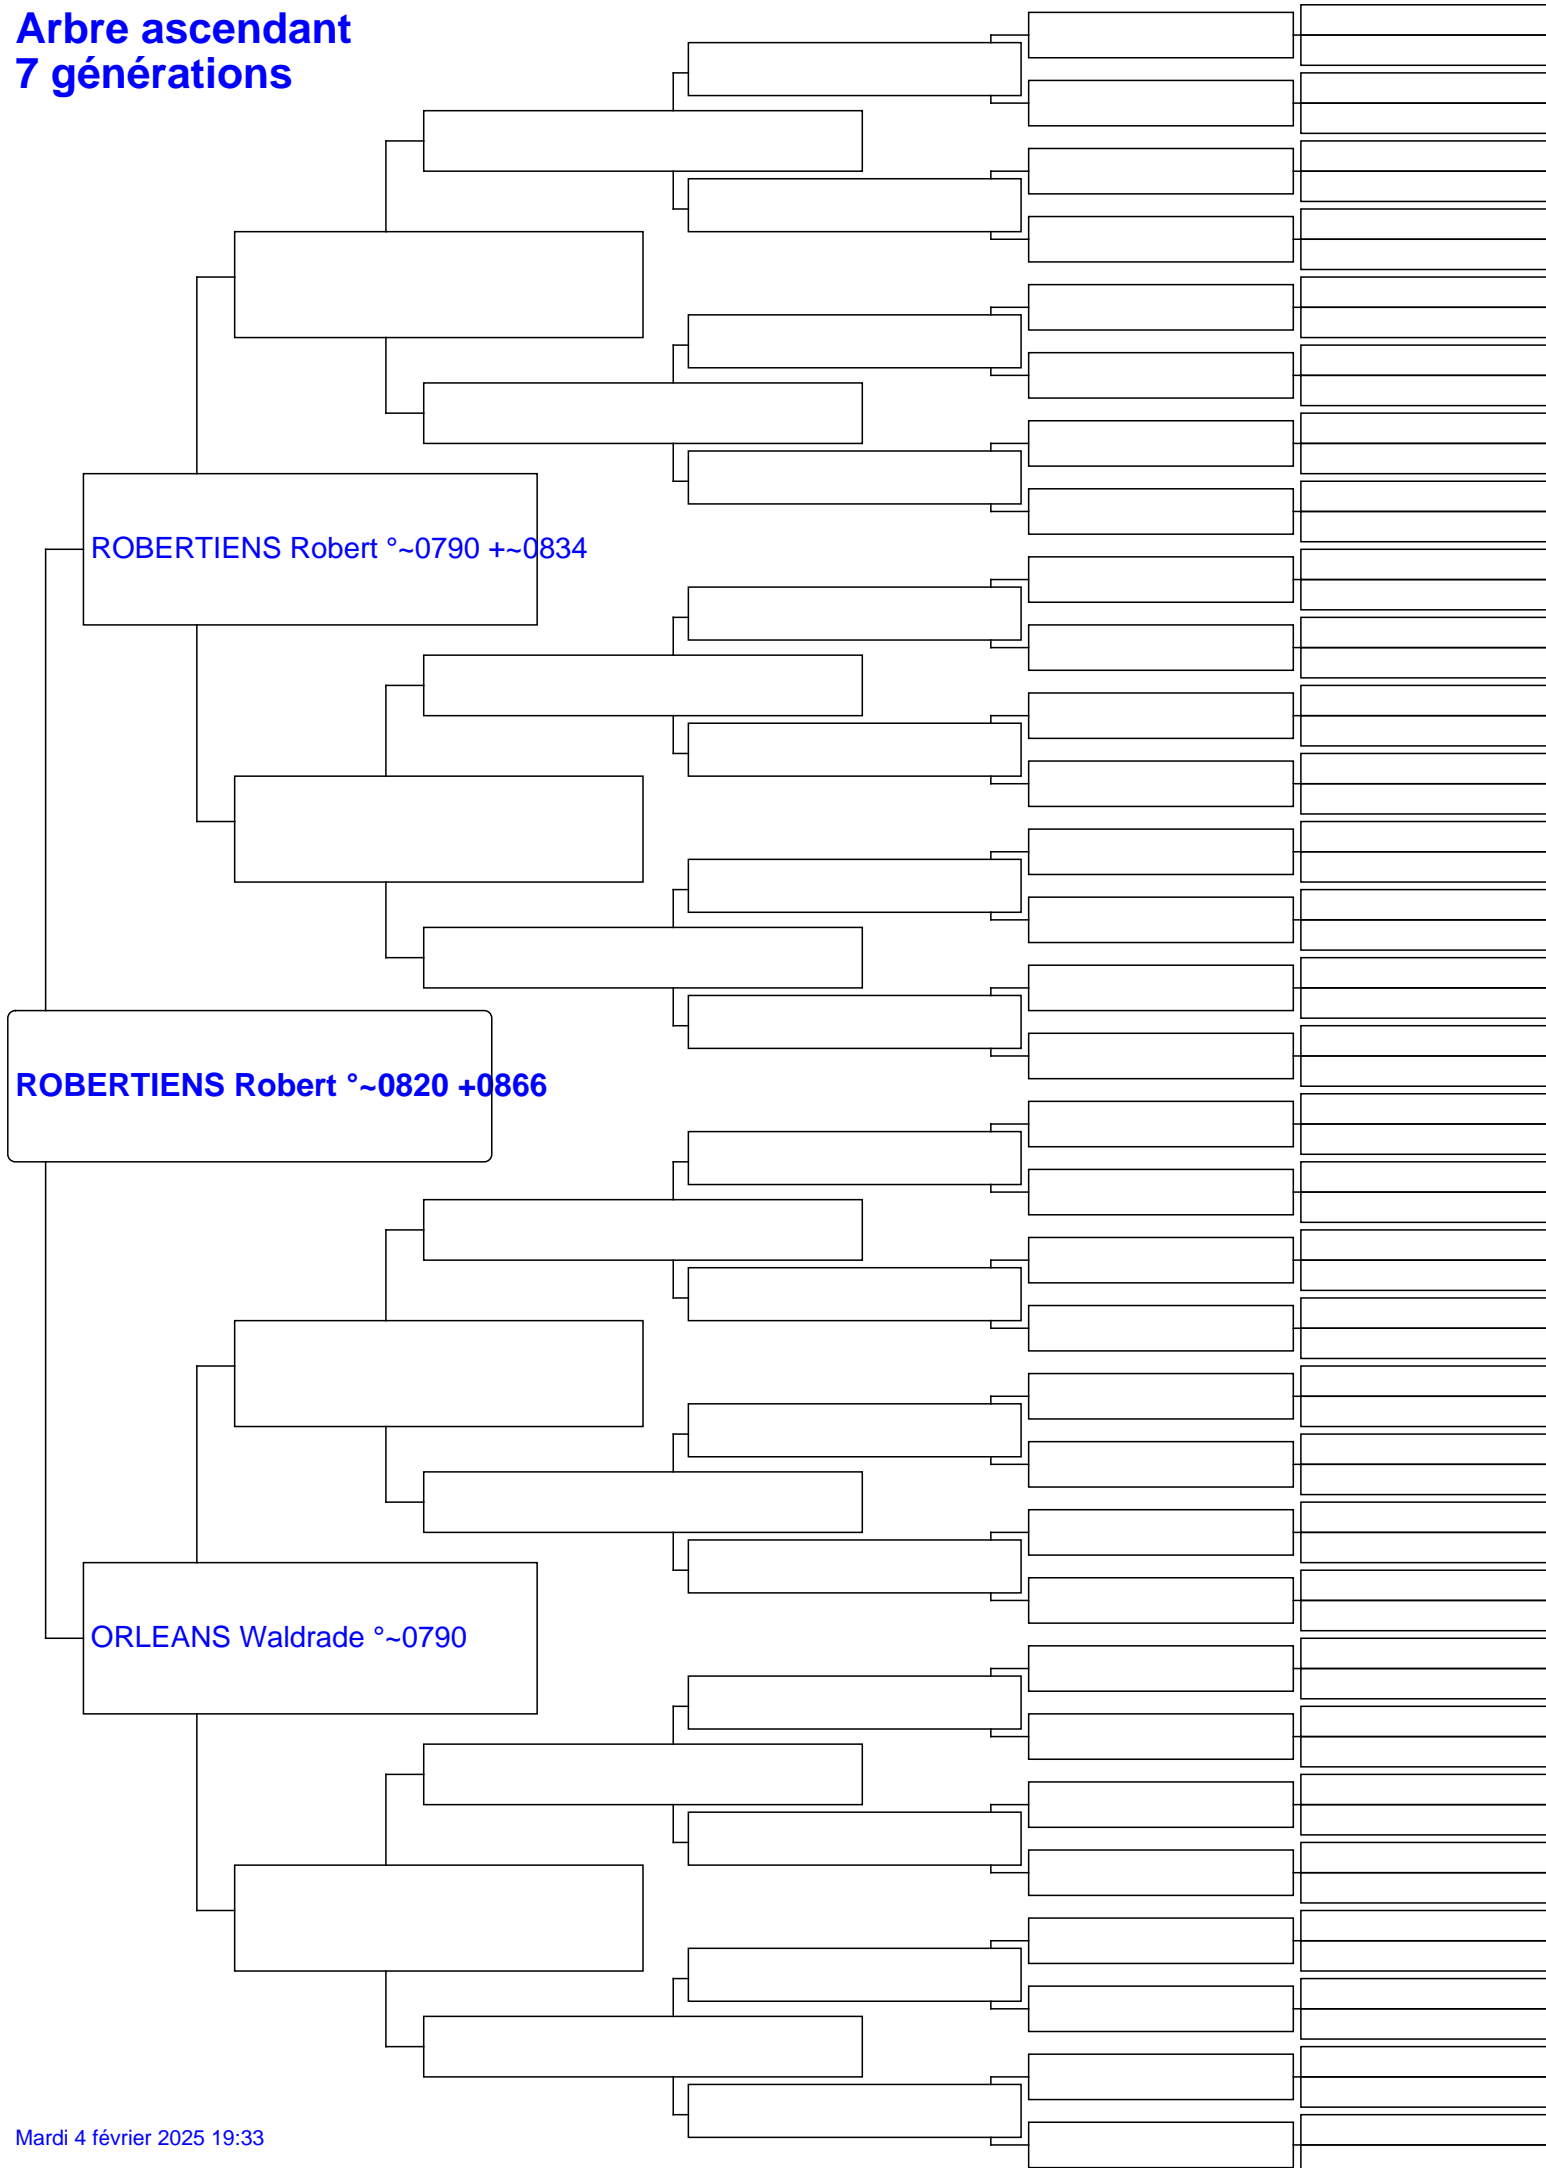 Arbre ascendant
7 générations
ROBERTIENS Robert °~0790 +~0834
ROBERTIENS Robert °~0820 +0866
ORLEANS Waldrade °~0790
Mardi 4 février 2025 19:33